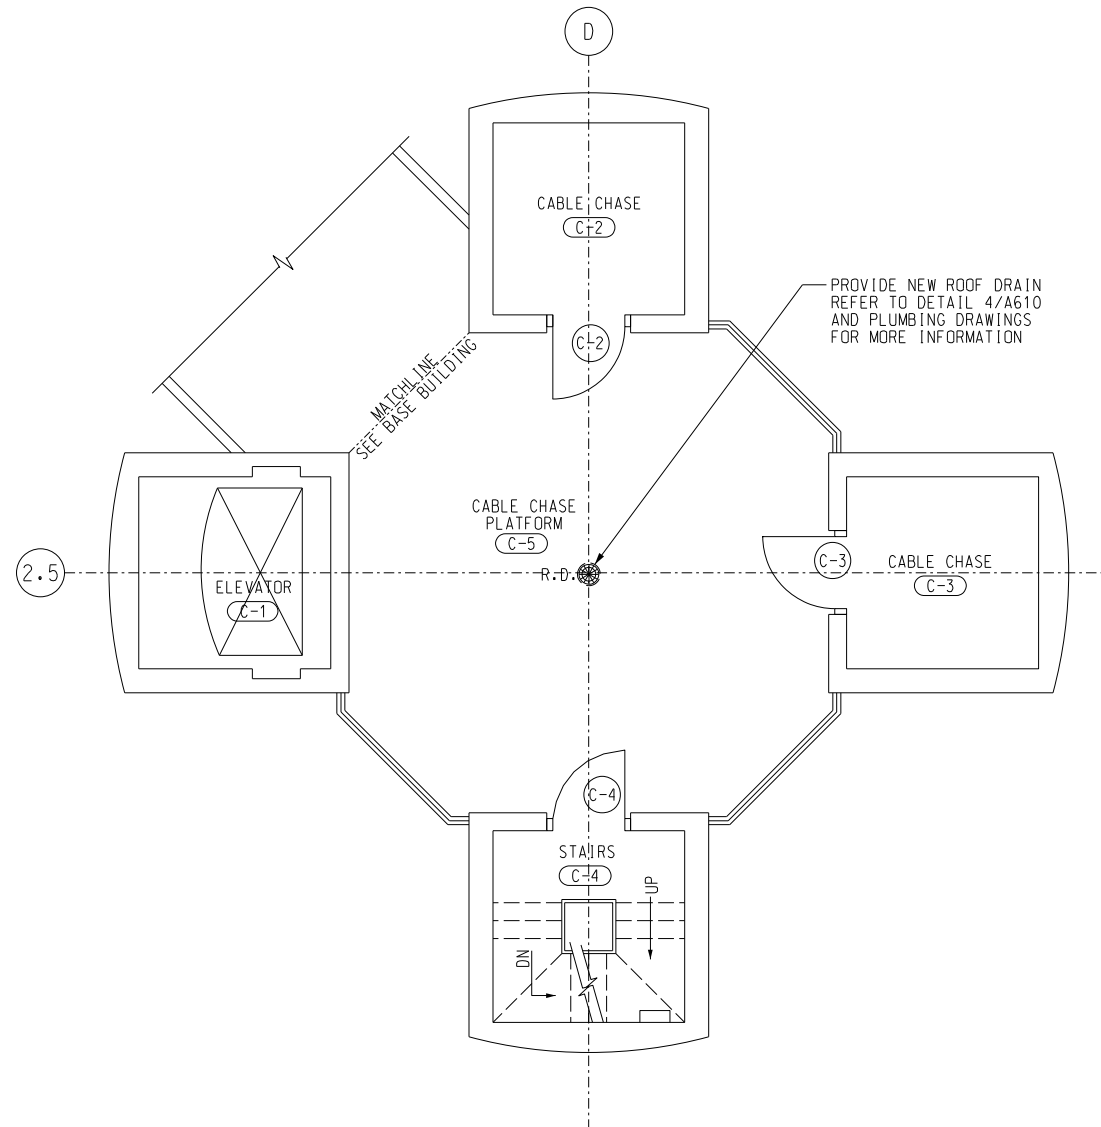 D
CABLE CHASE
C-2
PROVIDE NEW ROOF DRAIN
REFER TO DETAIL 4/A610
AND PLUMBING DRAWINGS
FOR MORE INFORMATION
C-2
MATCHLINE
SEE BASE BUILDING
CABLE CHASE
PLATFORM
C-5
2.5
R.D.
C-3
CABLE CHASE
C-3
ELEVATOR
C-1
C-4
STAIRS
C-4
UP
DN